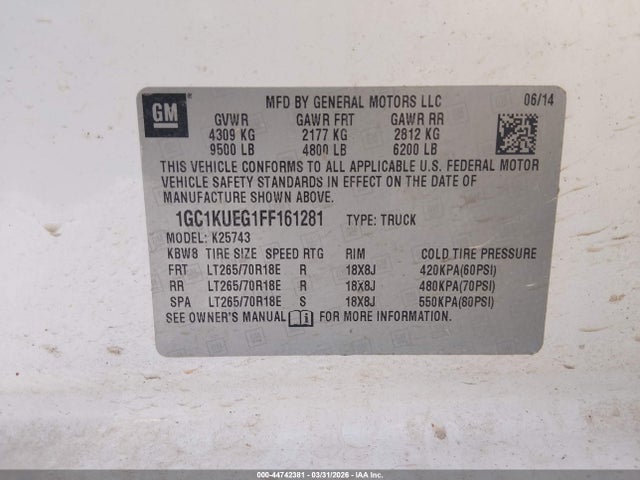 GM
MFD BY GENERAL MOTORS LLC 06/14
GVWR GAWR FRT GAWR RR
4309 KG 2177 KG 2812 KG
9500 LB 4800 LB 6200 LB
THIS VEHICLE CONFORMS TO ALL APPLICABLE U.S. FEDERAL MOTOR
VEHICLE SAFETY STANDARDS IN EFFECT ON THE DATE OF
MANUFACTURE SHOWN ABOVE.
1GC1KUEG1FF161281 TYPE: TRUCK
MODEL: K25743
KBW8 TIRE SIZE SPEED RTG RIM COLD TIRE PRESSURE
FRT LT265/70R18E R 18X8J 420KPA(60PSI)
RR LT265/70R18E R 18X8J 480KPA(70PSI)
SPA LT265/70R18E S 18X8J 550KPA(80PSI)
SEE OWNER'S MANUAL i FOR MORE INFORMATION.
000-44742381 - 03/31/2026 - IAA Inc.